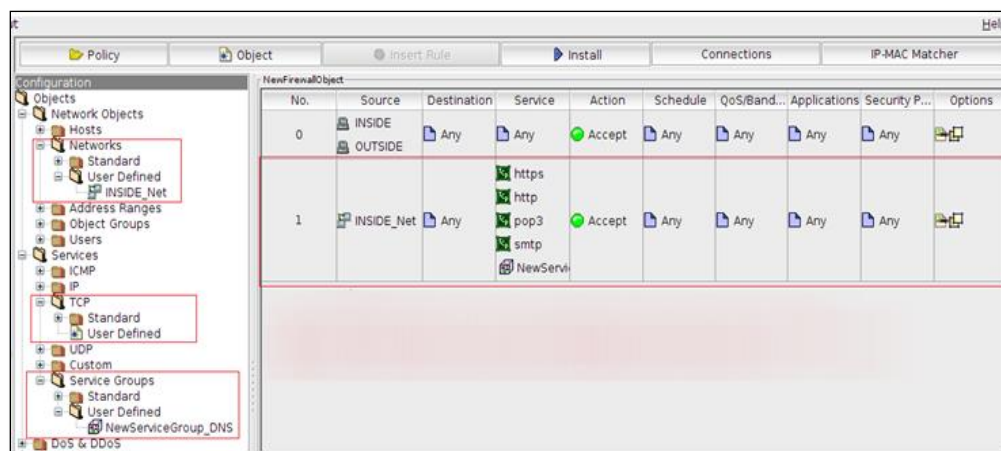 Hel
Policy Object Insert Rule Install Connections IP-MAC Matcher
Configuration
Objects
Network Objects
Hosts
Networks
Standard
User Defined
INSIDE_Net
Address Ranges
Object Groups
Users
Services
ICMP
IP
TCP
Standard
User Defined
UDP
Custom
Service Groups
Standard
User Defined
NewServiceGroup_DNS
DoS & DDoS
NewFirewallObject
No. Source Destination Service Action Schedule QoS/Band... Applications Security P... Options
0 INSIDE Any Any Accept Any Any Any Any
OUTSIDE
https
http
1 INSIDE_Net Any pop3 Accept Any Any Any Any
smtp
NewServi